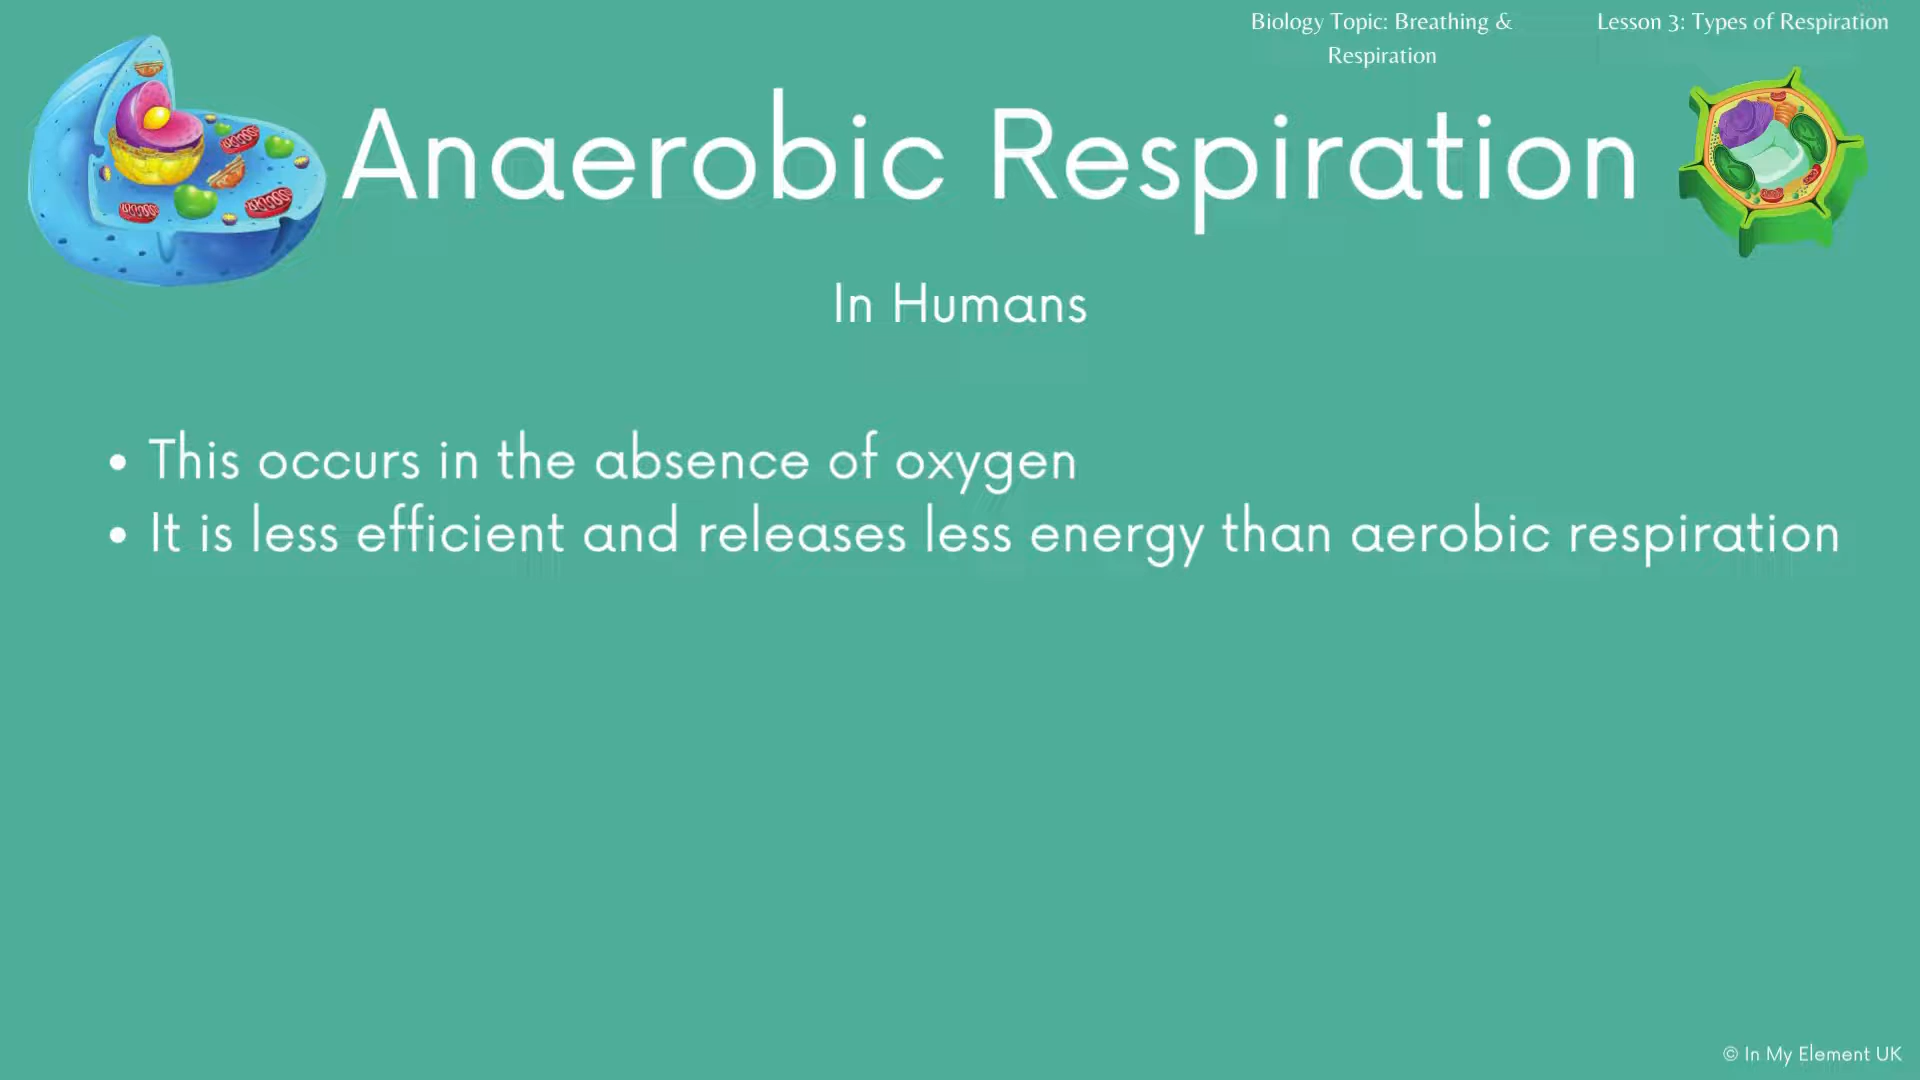 Biology Topic: Breathing &
Respiration
Lesson 3: Types of Respiration
Anaerobic Respiration
In Humans
• This occurs in the absence of oxygen
• It is less efficient and releases less energy than aerobic respiration
© In My Element UK